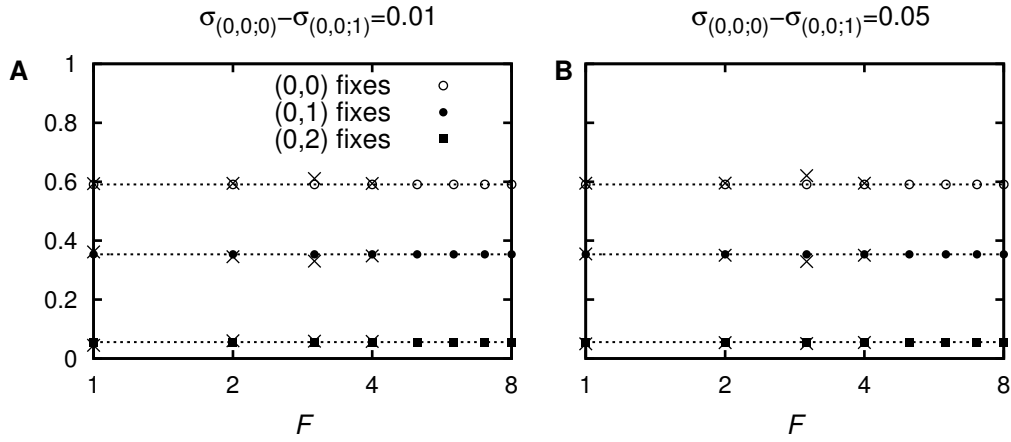 σ(0,0;0)−σ(0,0;1)=0.01
A
1
0.8
0.6
0.4
0.2
0
(0,0) fixes
(0,1) fixes
(0,2) fixes
1 2 4 8
F
σ(0,0;0)−σ(0,0;1)=0.05
B
1 2 4 8
F